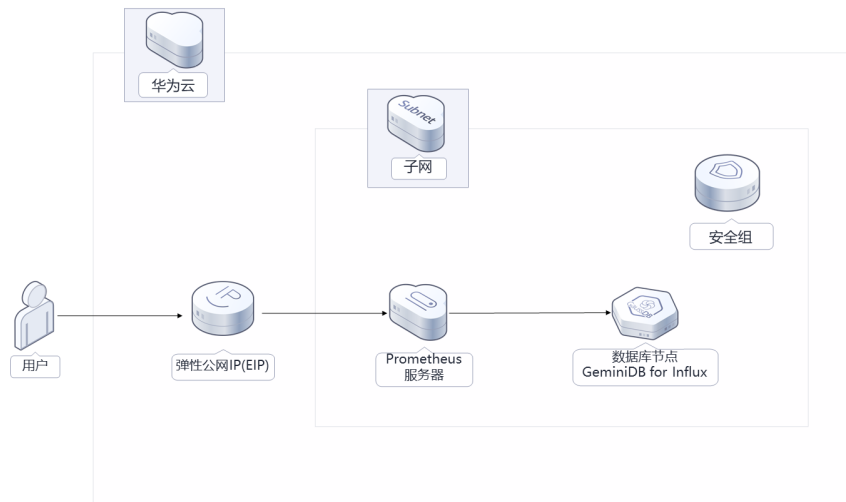 华为云
Subnet
子网
安全组
IP
用户
弹性公网IP(EIP)
Prometheus
服务器
数据库节点
GeminiDB for Influx